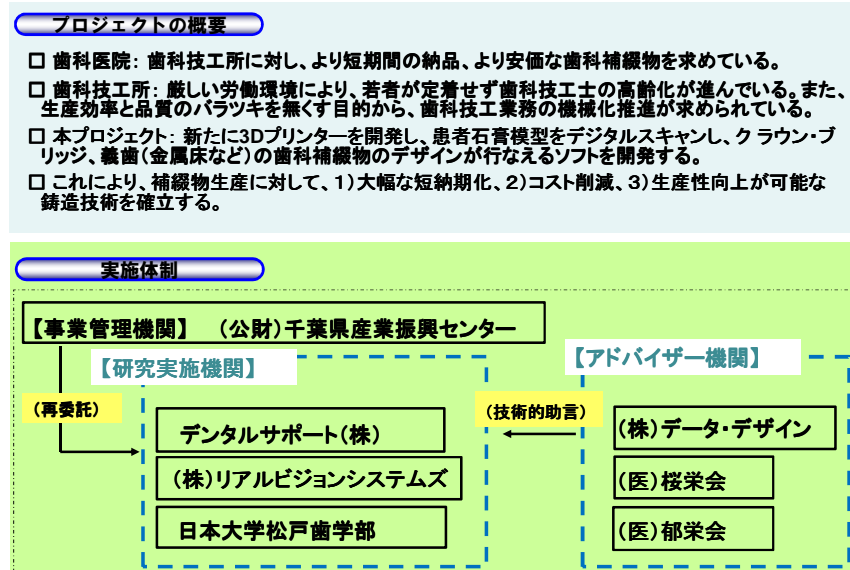 プロジェクトの概要
□ 歯科医院: 歯科技工所に対し、より短期間の納品、より安価な歯科補綴物を求めている。
□ 歯科技工所: 厳しい労働環境により、若者が定着せず歯科技工士の高齢化が進んでいる。また、
生産効率と品質のバラツキを無くす目的から、歯科技工業務の機械化推進が求められている。
□ 本プロジェクト: 新たに3Dプリンターを開発し、患者石膏模型をデジタルスキャンし、クラウン・ブ
リッジ、義歯(金属床など)の歯科補綴物のデザインが行なえるソフトを開発する。
□ これにより、補綴物生産に対して、1)大幅な短納期化、2)コスト削減、3)生産性向上が可能な
鋳造技術を確立する。
実施体制
【事業管理機関】 (公財)千葉県産業振興センター
【研究実施機関】
【アドバイザー機関】
(再委託)
(技術的助言)
デンタルサポート(株)
(株)データ・デザイン
(株)リアルビジョンシステムズ
(医)桜栄会
日本大学松戸歯学部
(医)郁栄会